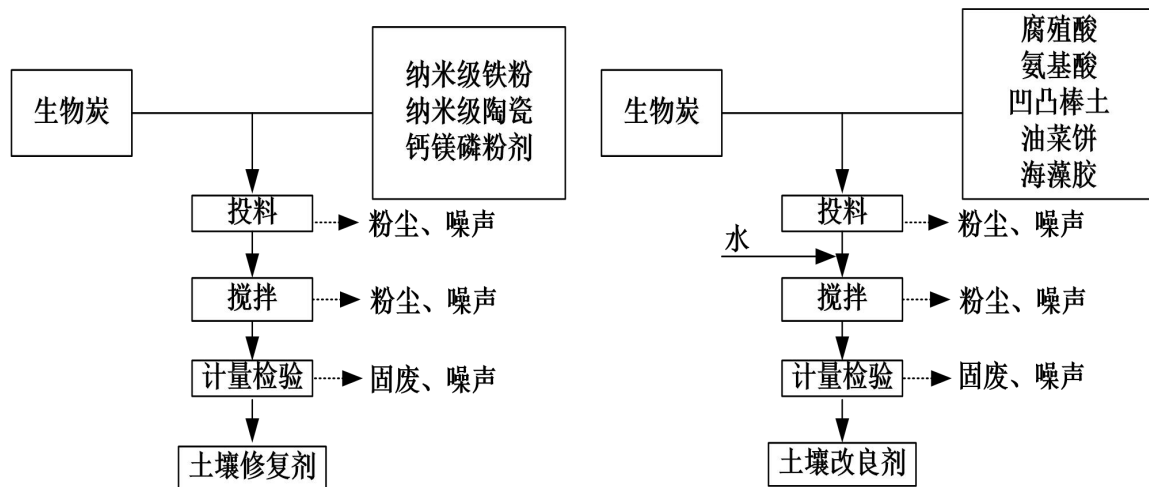 生物炭
纳米级铁粉
纳米级陶瓷
钙镁磷粉剂
投料
粉尘、噪声
搅拌
粉尘、噪声
计量检验
固废、噪声
土壤修复剂
生物炭
腐殖酸
氨基酸
凹凸棒土
油菜饼
海藻胶
投料
粉尘、噪声
水
搅拌
粉尘、噪声
计量检验
固废、噪声
土壤改良剂